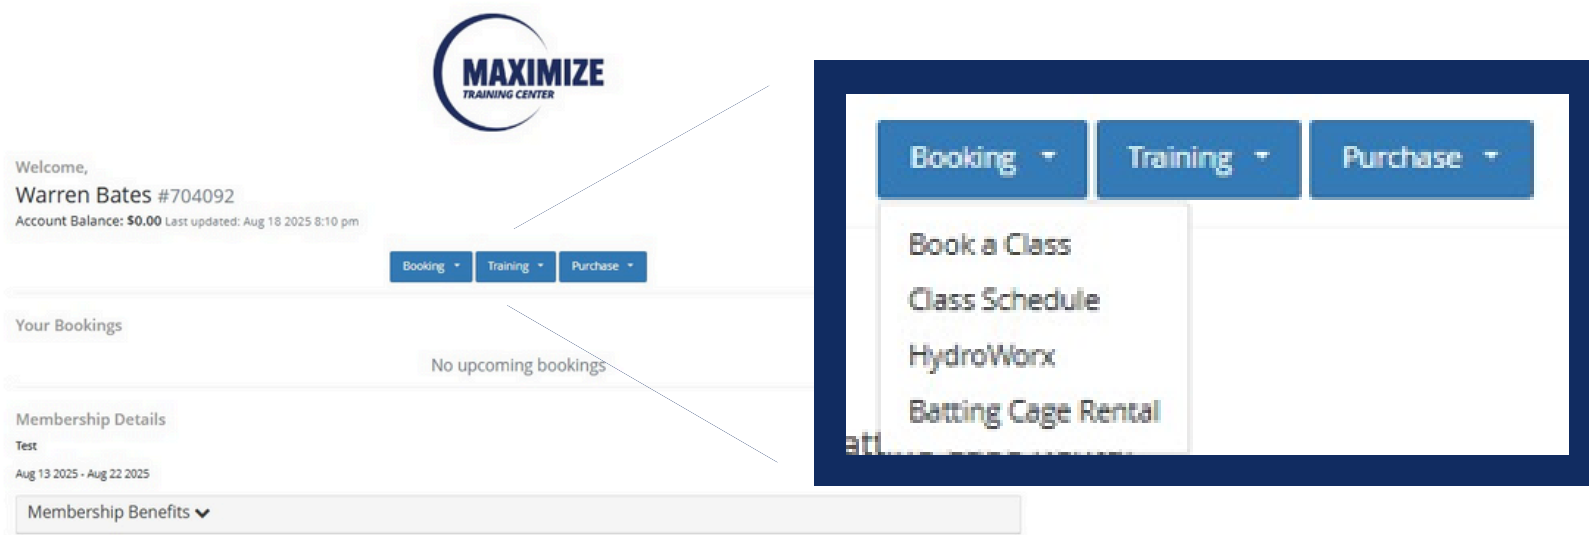 MAXIMIZE
TRAINING CENTER
Welcome,
Warren Bates #704092
Account Balance: $0.00 Last updated: Aug 18 2025 8:10 pm
Booking Training Purchase
Your Bookings
No upcoming bookings
Membership Details
Test
Aug 13 2025 - Aug 22 2025
Membership Benefits
Booking Training Purchase
Book a Class
Class Schedule
HydroWorx
Batting Cage Rental